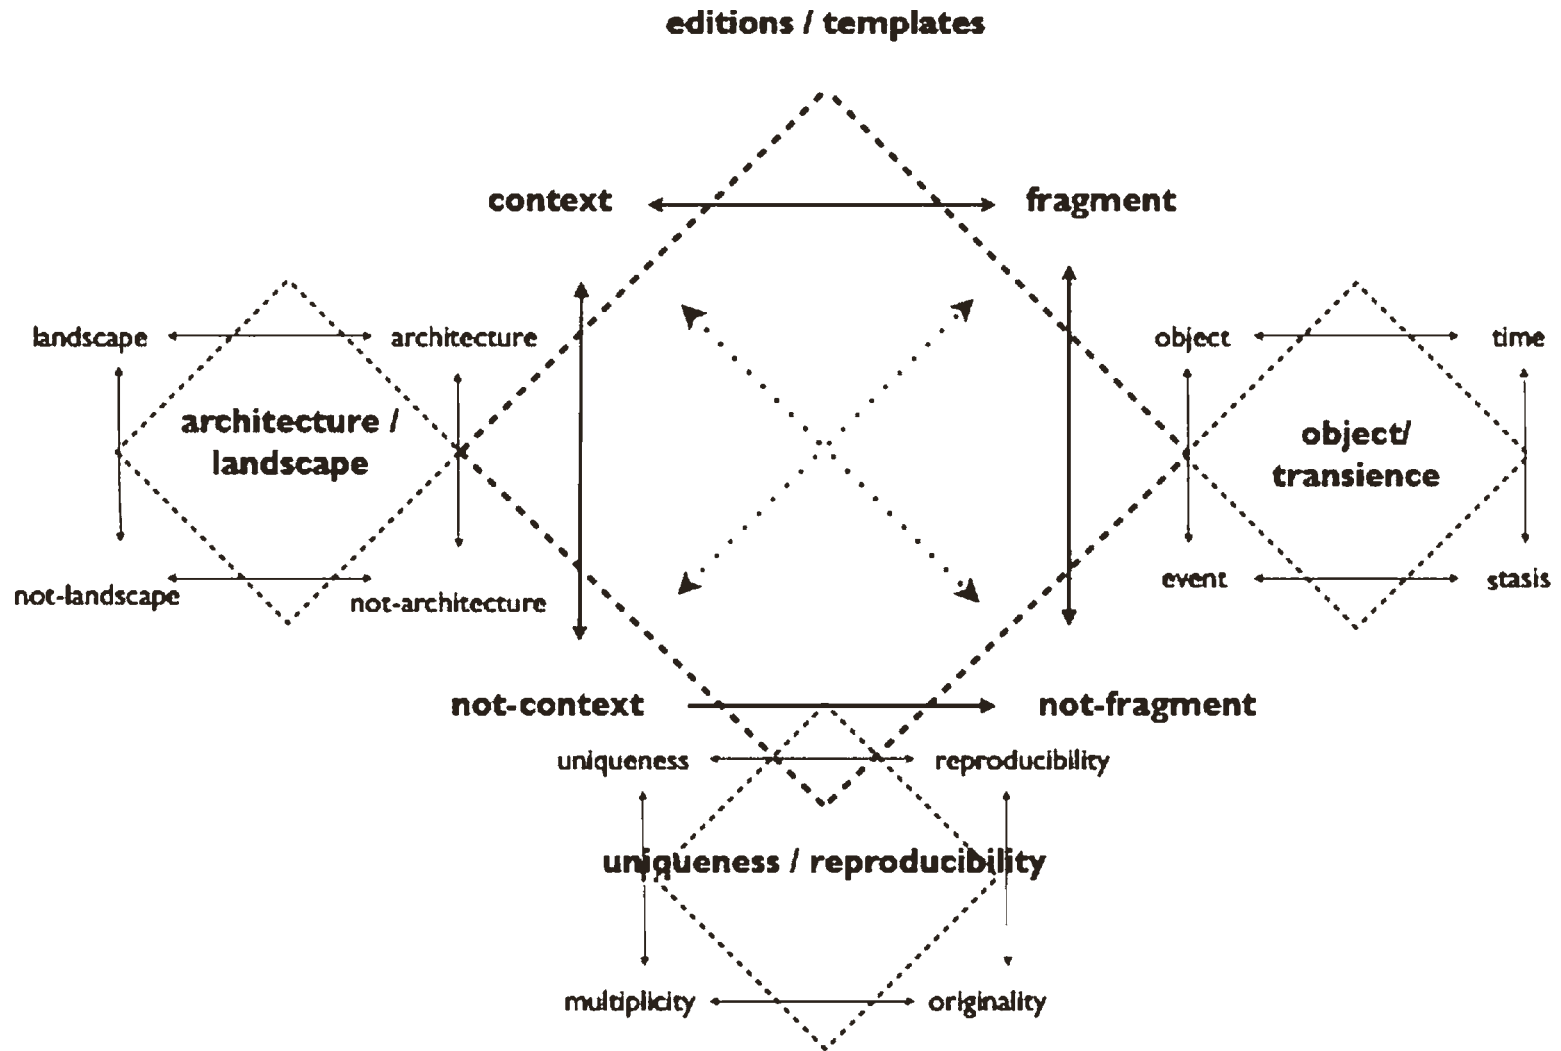 editions / templates
context
fragment
landscape
architecture
object
time
architecture /
landscape
object/
transience
not-landscape
not-architecture
event
stasis
not-context
not-fragment
uniqueness
reproducibility
uniqueness / reproducibility
multiplicity
originality